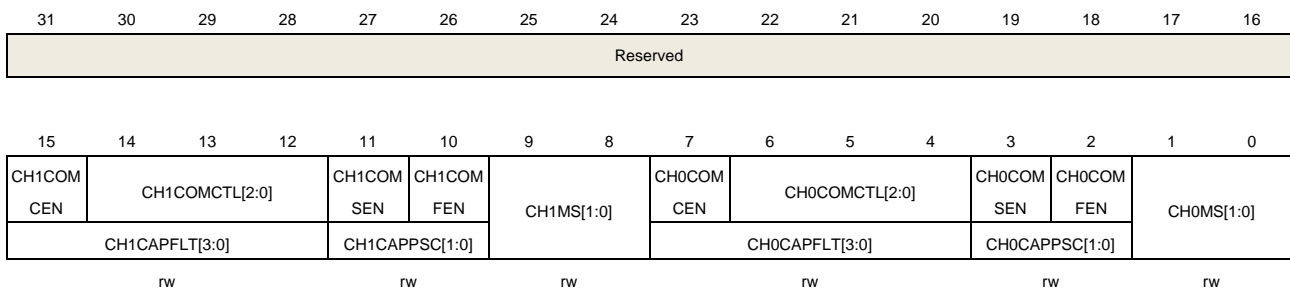 31 30 29 28 27 26 25 24 23 22 21 20 19 18 17 16
Reserved
15 14 13 12 11 10 9 8 7 6 5 4 3 2 1 0
CH1COM CEN CH1COMCTL[2:0] CH1COM SEN CH1COM FEN CH1MS[1:0] CH0COM CEN CH0COMCTL[2:0] CH0COM SEN CH0COM FEN CH0MS[1:0]
CH1CAPFLT[3:0] CH1CAPPSC[1:0] CH0CAPFLT[3:0] CH0CAPPSC[1:0]
rw rw rw rw rw rw